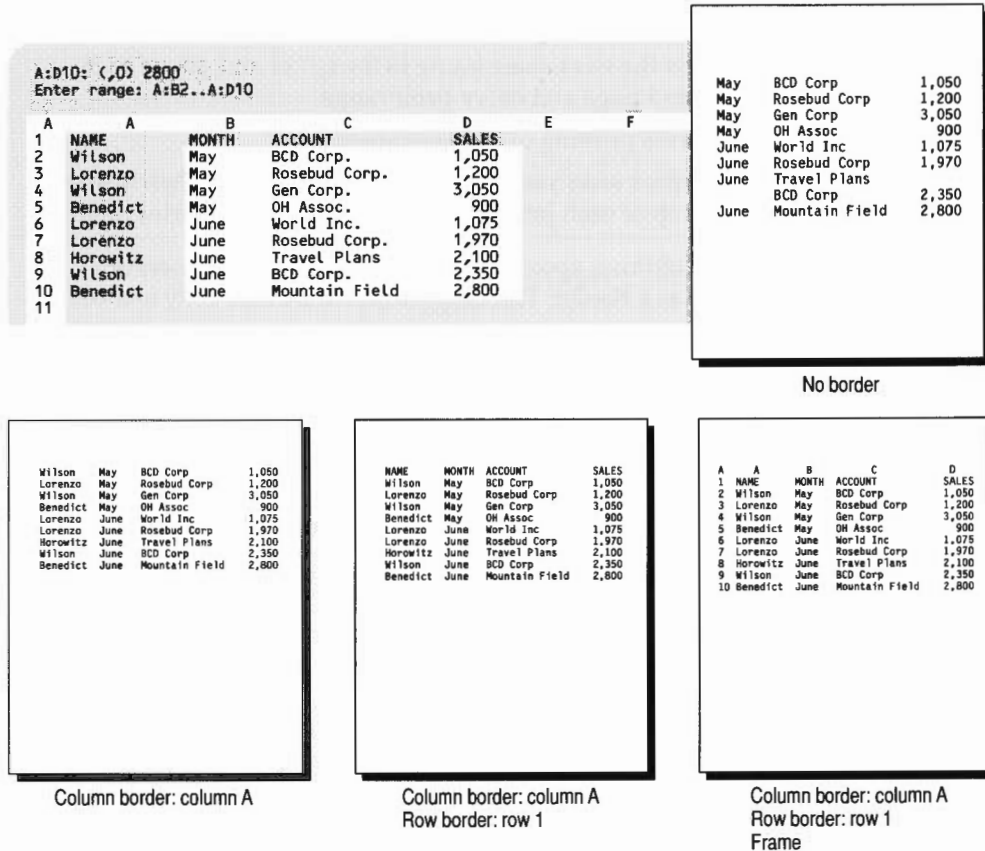 A:D10: (,0) 2800
Enter range: A:B2..A:D10
A A B C D E F
1 NAME MONTH ACCOUNT SALES
2 Wilson May BCD Corp. 1,050
3 Lorenzo May Rosebud Corp. 1,200
4 Wilson May Gen Corp. 3,050
5 Benedict May OH Assoc. 900
6 Lorenzo June World Inc. 1,075
7 Lorenzo June Rosebud Corp. 1,970
8 Horowitz June Travel Plans 2,100
9 Wilson June BCD Corp. 2,350
10 Benedict June Mountain Field 2,800
11
May BCD Corp 1,050
May Rosebud Corp 1,200
May Gen Corp 3,050
May OH Assoc 900
June World Inc 1,075
June Rosebud Corp 1,970
June Travel Plans
BCD Corp 2,350
June Mountain Field 2,800
No border
Wilson May BCD Corp 1,050
Lorenzo May Rosebud Corp 1,200
Wilson May Gen Corp 3,050
Benedict May OH Assoc 900
Lorenzo June World Inc 1,075
Lorenzo June Rosebud Corp 1,970
Horowitz June Travel Plans 2,100
Wilson June BCD Corp 2,350
Benedict June Mountain Field 2,800
Column border: column A
NAME MONTH ACCOUNT SALES
Wilson May BCD Corp 1,050
Lorenzo May Rosebud Corp 1,200
Wilson May Gen Corp 3,050
Benedict May OH Assoc 900
Lorenzo June World Inc 1,075
Lorenzo June Rosebud Corp 1,970
Horowitz June Travel Plans 2,100
Wilson June BCD Corp 2,350
Benedict June Mountain Field 2,800
Column border: column A
Row border: row 1
A A B C D
1 NAME MONTH ACCOUNT SALES
2 Wilson May BCD Corp 1,050
3 Lorenzo May Rosebud Corp 1,200
4 Wilson May Gen Corp 3,050
5 Benedict May OH Assoc 900
6 Lorenzo June World Inc 1,075
7 Lorenzo June Rosebud Corp 1,970
8 Horowitz June Travel Plans 2,100
9 Wilson June BCD Corp 2,350
10 Benedict June Mountain Field 2,800
Column border: column A
Row border: row 1
Frame